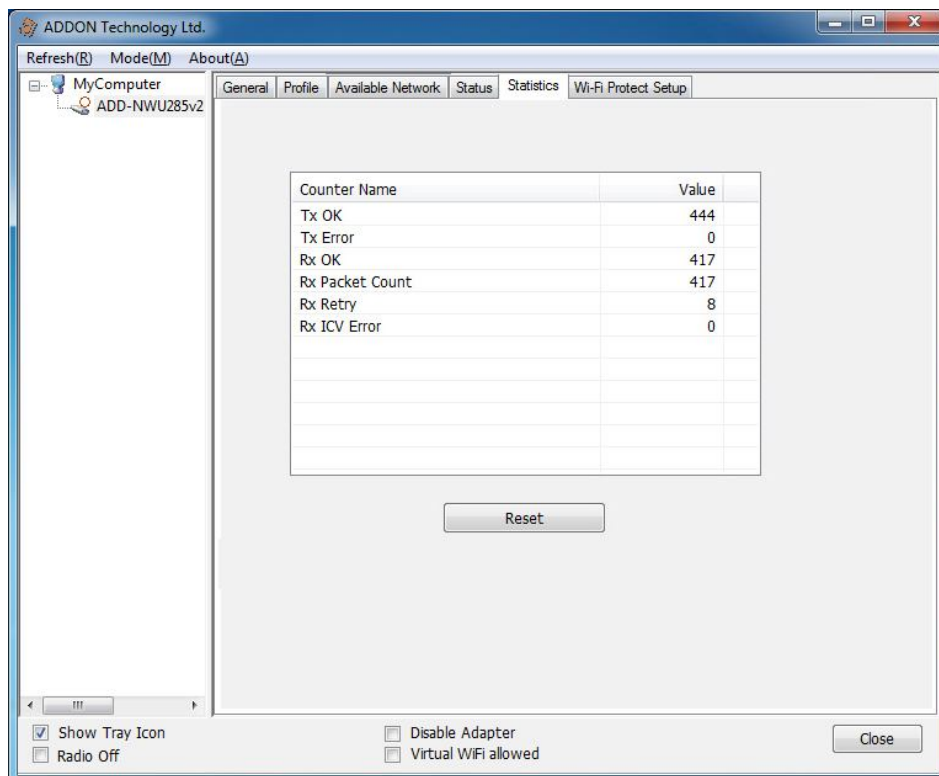 ADDON Technology Ltd.
Refresh(R) Mode(M) About(A)
MyComputer
ADD-NWU285v2
General Profile Available Network Status Statistics Wi-Fi Protect Setup
Counter Name Value
Tx OK 444
Tx Error 0
Rx OK 417
Rx Packet Count 417
Rx Retry 8
Rx ICV Error 0
Reset
Show Tray Icon Disable Adapter
Radio Off Virtual WiFi allowed
Close